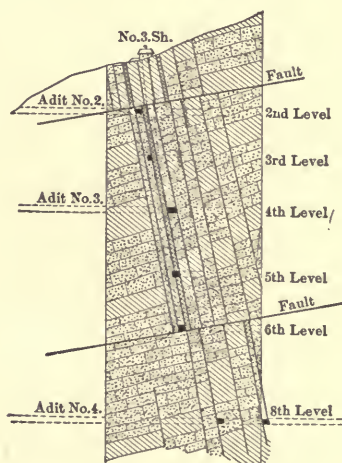 No.3.Sh.
Fault
Adit No.2.
2nd Level
3rd Level
Adit No.3.
4th Level
5th Level
Fault
6th Level
Adit No.4.
8th Level